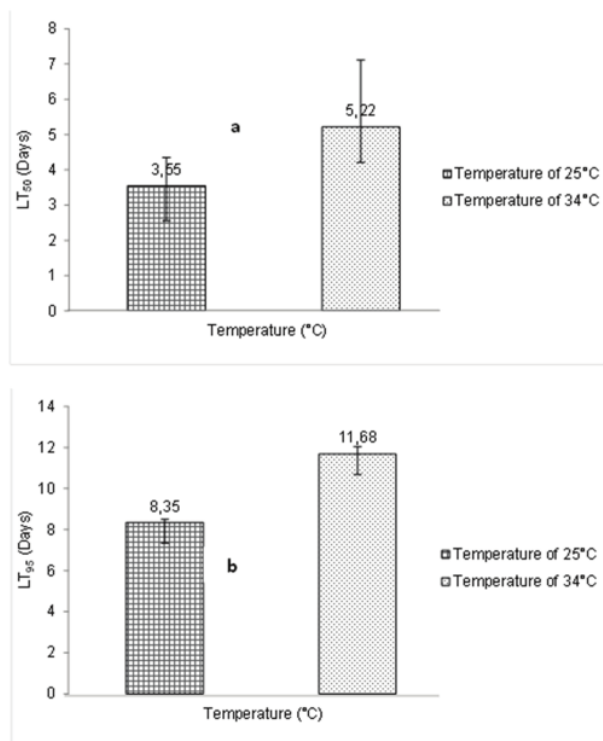 8
7
6
5
4
3
2
1
0
LT50 (Days)
3,55
a
5,22
Temperature (°C)
Temperature of 25°C
Temperature of 34°C
14
12
10
8
6
4
2
0
LT95 (Days)
8,35
b
11,68
Temperature (°C)
Temperature of 25°C
Temperature of 34°C